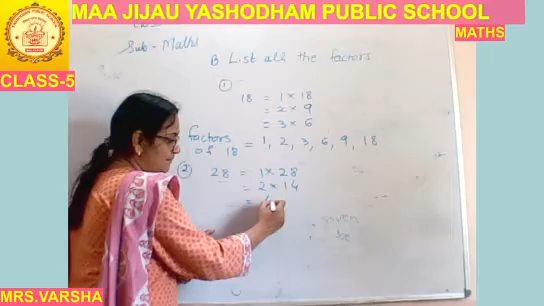 MAA JIJAU YASHODHAM PUBLIC SCHOOL
MATHS
CLASS-5
Sub - Maths
B List all the factors
①
18 = 1 × 18
= 2 × 9
= 3 × 6
factors of 18 = 1, 2, 3, 6, 9, 18
② 28 = 1 × 28
= 2 × 14
=
given
MRS.VARSHA